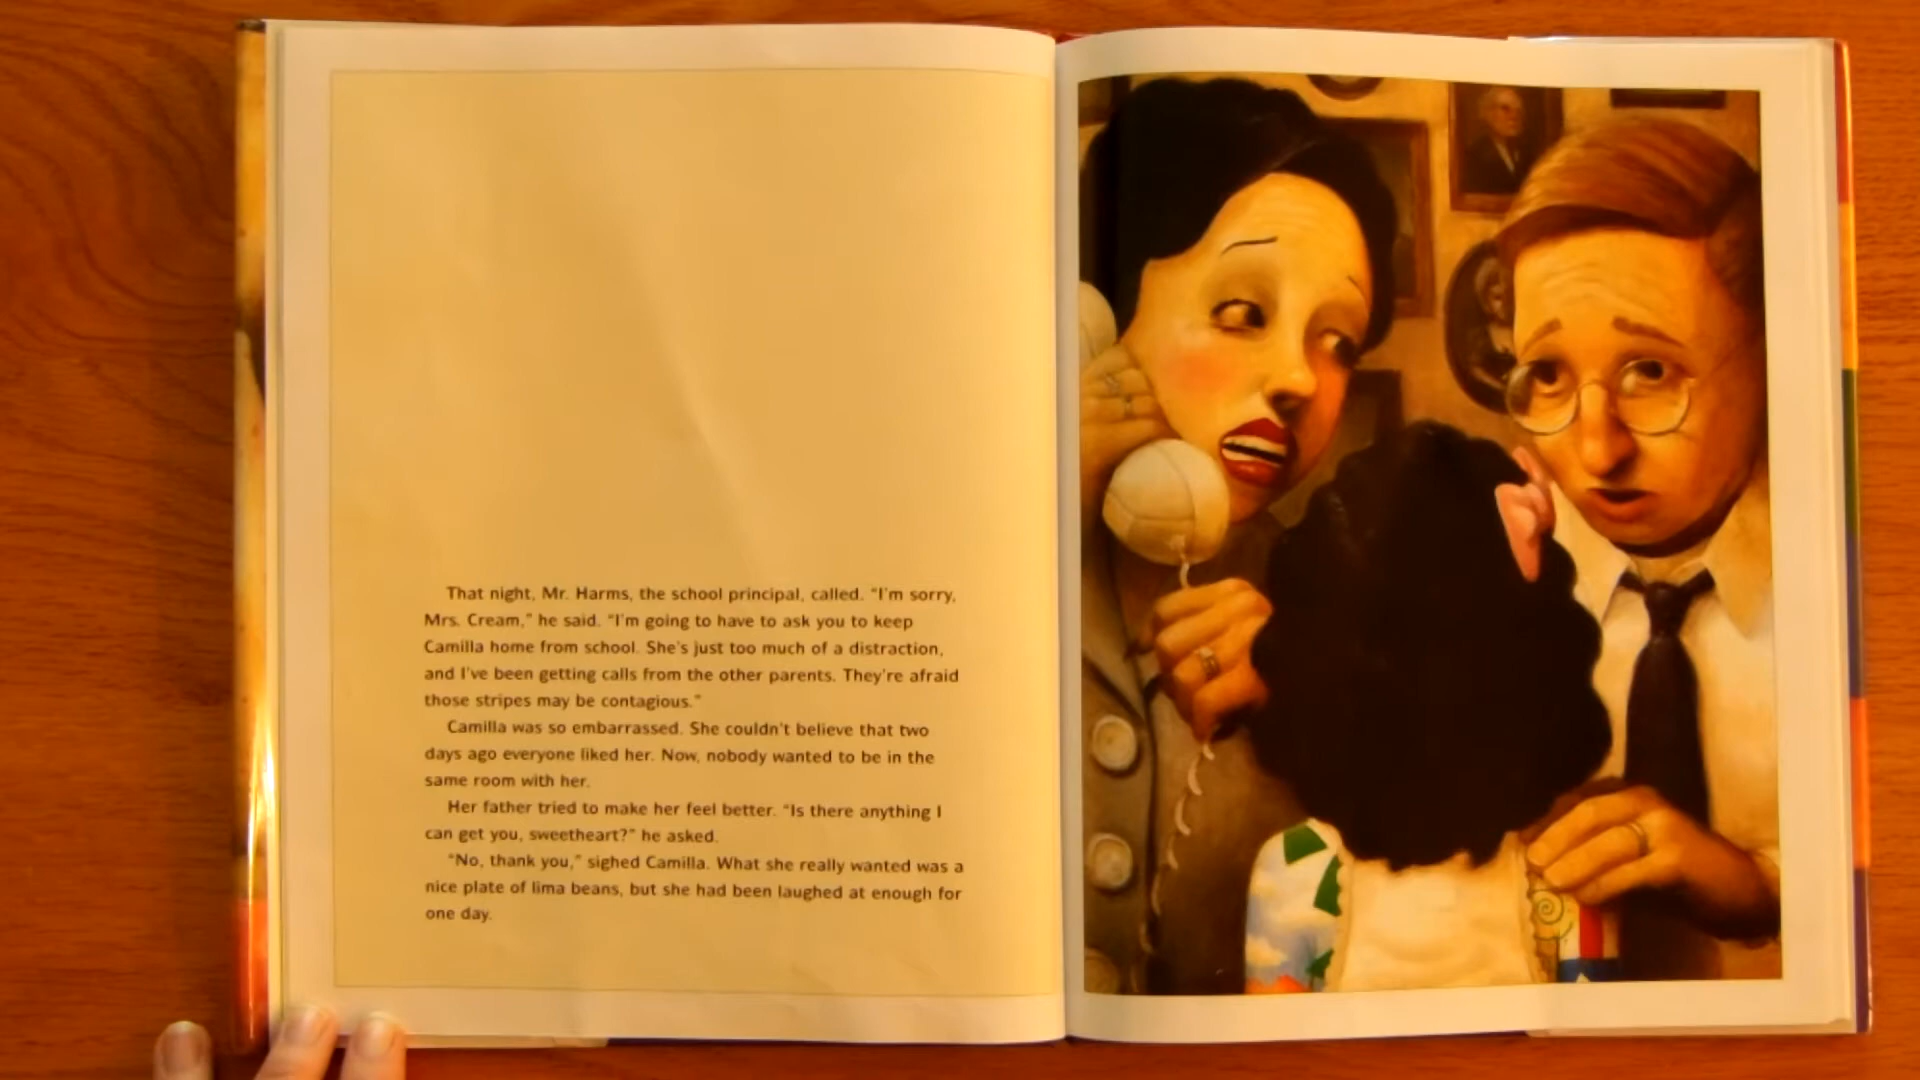 That night, Mr. Harms, the school principal, called. “I'm sorry,
Mrs. Cream,” he said. “I'm going to have to ask you to keep
Camilla home from school. She's just too much of a distraction,
and I've been getting calls from the other parents. They're afraid
those stripes may be contagious.”
Camilla was so embarrassed. She couldn't believe that two
days ago everyone liked her. Now, nobody wanted to be in the
same room with her.
Her father tried to make her feel better. “Is there anything I
can get you, sweetheart?” he asked.
“No, thank you,” sighed Camilla. What she really wanted was a
nice plate of lima beans, but she had been laughed at enough for
one day.